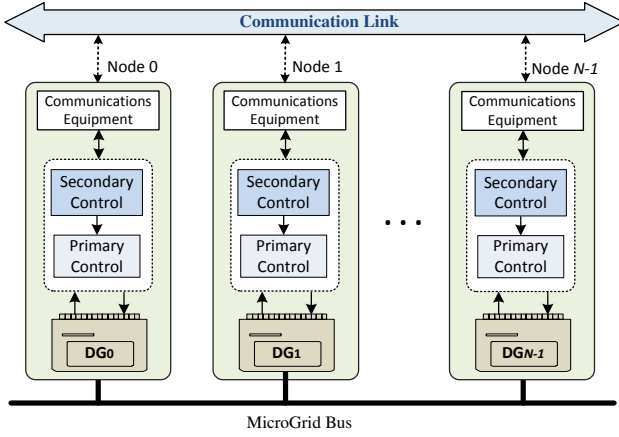 Communication Link
Node 0
Node 1
Node N-1
Communications
Equipment
Secondary
Control
Primary
Control
DG0
Communications
Equipment
Secondary
Control
Primary
Control
DG1
. . .
Communications
Equipment
Secondary
Control
Primary
Control
DGN-1
MicroGrid Bus